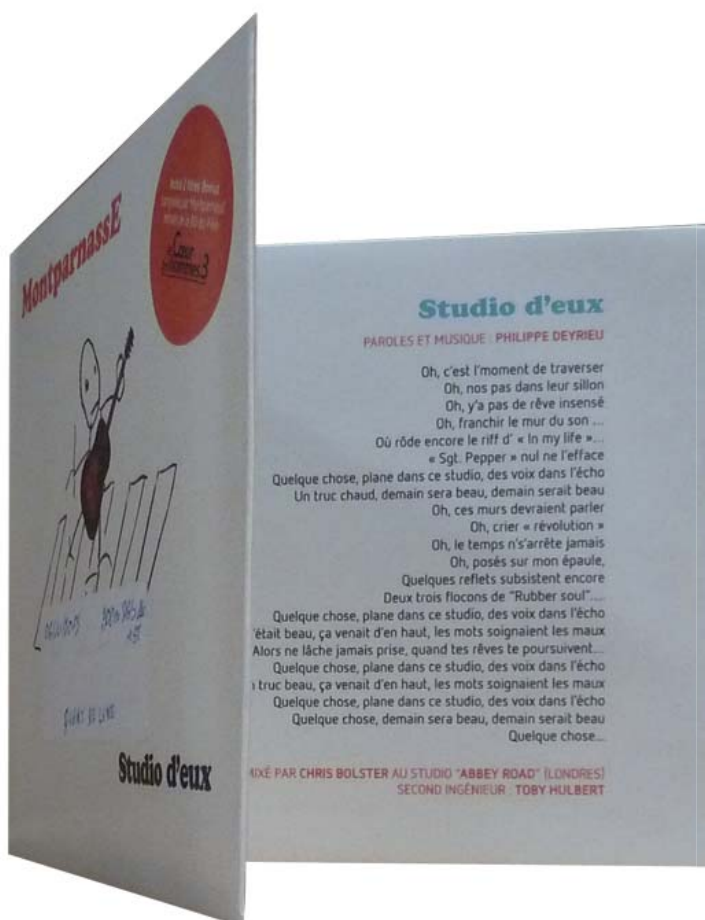 MontparnassE
inclus 2 titres Bonus
Cœur
des hommes 3
Studio d'eux
Studio d'eux
PAROLES ET MUSIQUE : PHILIPPE DEYRIEU
Oh, c'est l'moment de traverser
Oh, nos pas dans leur sillon
Oh, y'a pas de rêve insensé
Oh, franchir le mur du son ...
Où rôde encore le riff d' « In my life »...
« Sgt. Pepper » nul ne l'efface
Quelque chose, plane dans ce studio, des voix dans l'écho
Un truc chaud, demain sera beau, demain serait beau
Oh, ces murs devraient parler
Oh, crier « révolution »
Oh, le temps n's'arrête jamais
Oh, posés sur mon épaule,
Quelques reflets subsistent encore
Deux trois flocons de "Rubber soul"....
Quelque chose, plane dans ce studio, des voix dans l'écho
'était beau, ça venait d'en haut, les mots soignaient les maux
Alors ne lâche jamais prise, quand tes rêves te poursuivent...
Quelque chose, plane dans ce studio, des voix dans l'écho
truc beau, ça venait d'en haut, les mots soignaient les maux
Quelque chose, plane dans ce studio, des voix dans l'écho
Quelque chose, demain sera beau, demain serait beau
Quelque chose...
MIXÉ PAR CHRIS BOLSTER AU STUDIO "ABBEY ROAD" (LONDRES)
SECOND INGÉNIEUR : TOBY HULBERT